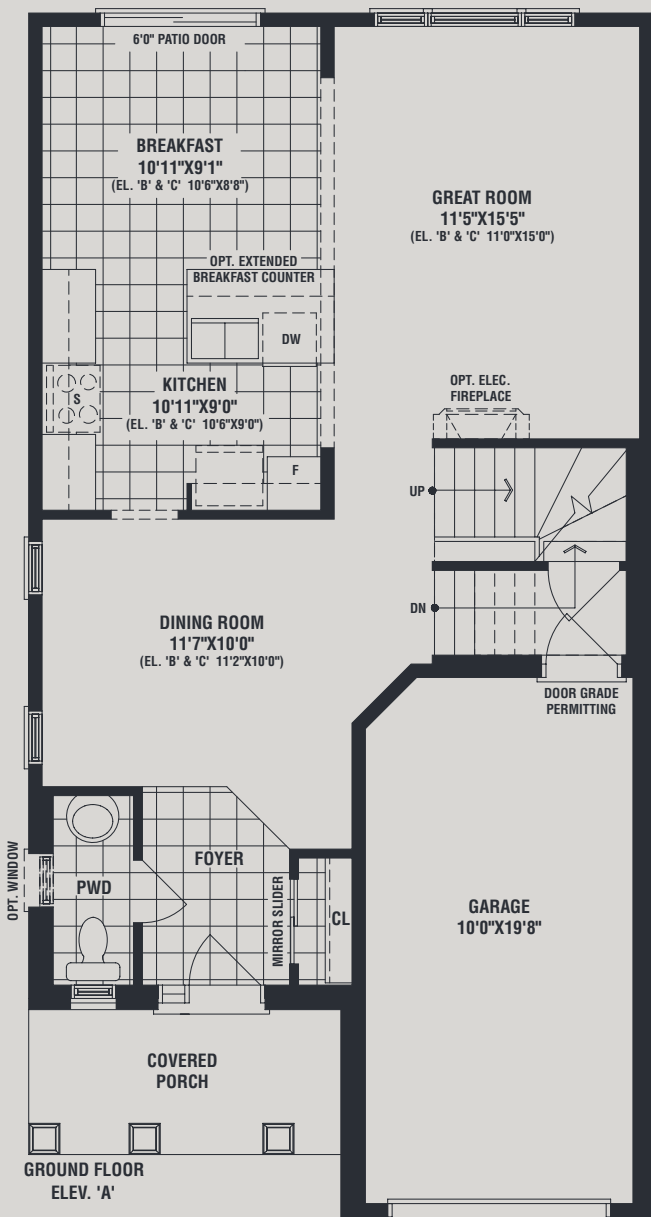 6'0" PATIO DOOR
BREAKFAST
10'11"X9'1"
(EL. 'B' & 'C' 10'6"X8'8")
GREAT ROOM
11'5"X15'5"
(EL. 'B' & 'C' 11'0"X15'0")
OPT. EXTENDED
BREAKFAST COUNTER
DW
S
KITCHEN
10'11"X9'0"
(EL. 'B' & 'C' 10'6"X9'0")
OPT. ELEC.
FIREPLACE
F
UP
DN
DINING ROOM
11'7"X10'0"
(EL. 'B' & 'C' 11'2"X10'0")
DOOR GRADE
PERMITTING
OPT. WINDOW
PWD
FOYER
MIRROR SLIDER
CL
GARAGE
10'0"X19'8"
COVERED
PORCH
GROUND FLOOR
ELEV. 'A'